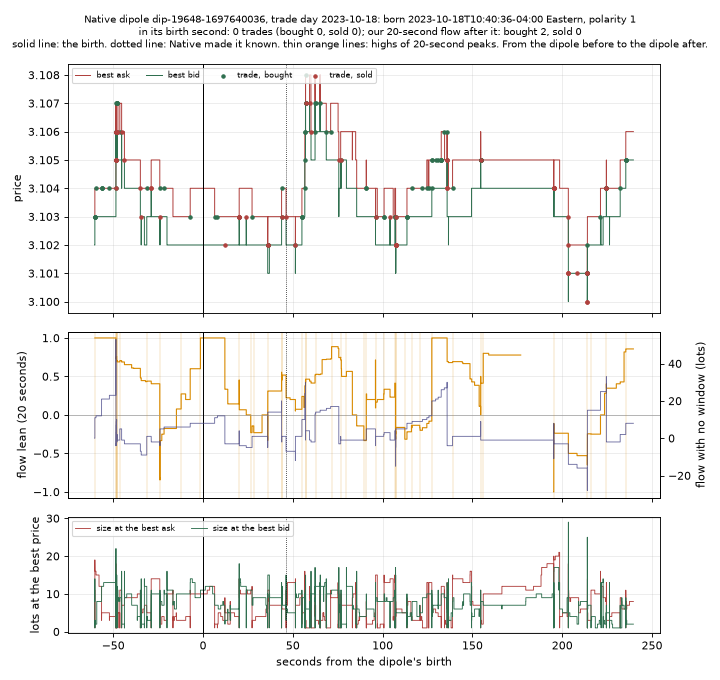 Native dipole dip-19648-1697640036, trade day 2023-10-18: born 2023-10-18T10:40:36-04:00 Eastern, polarity 1
in its birth second: 0 trades (bought 0, sold 0); our 20-second flow after it: bought 2, sold 0
solid line: the birth. dotted line: Native made it known. thin orange lines: highs of 20-second peaks. From the dipole before to the dipole after.
best ask
best bid
trade, bought
trade, sold
price
3.108
3.107
3.106
3.105
3.104
3.103
3.102
3.101
3.100
flow lean (20 seconds)
1.0
0.5
0.0
−0.5
−1.0
flow with no window (lots)
40
20
0
−20
size at the best ask
size at the best bid
lots at the best price
30
20
10
0
−50
0
50
100
150
200
250
seconds from the dipole's birth